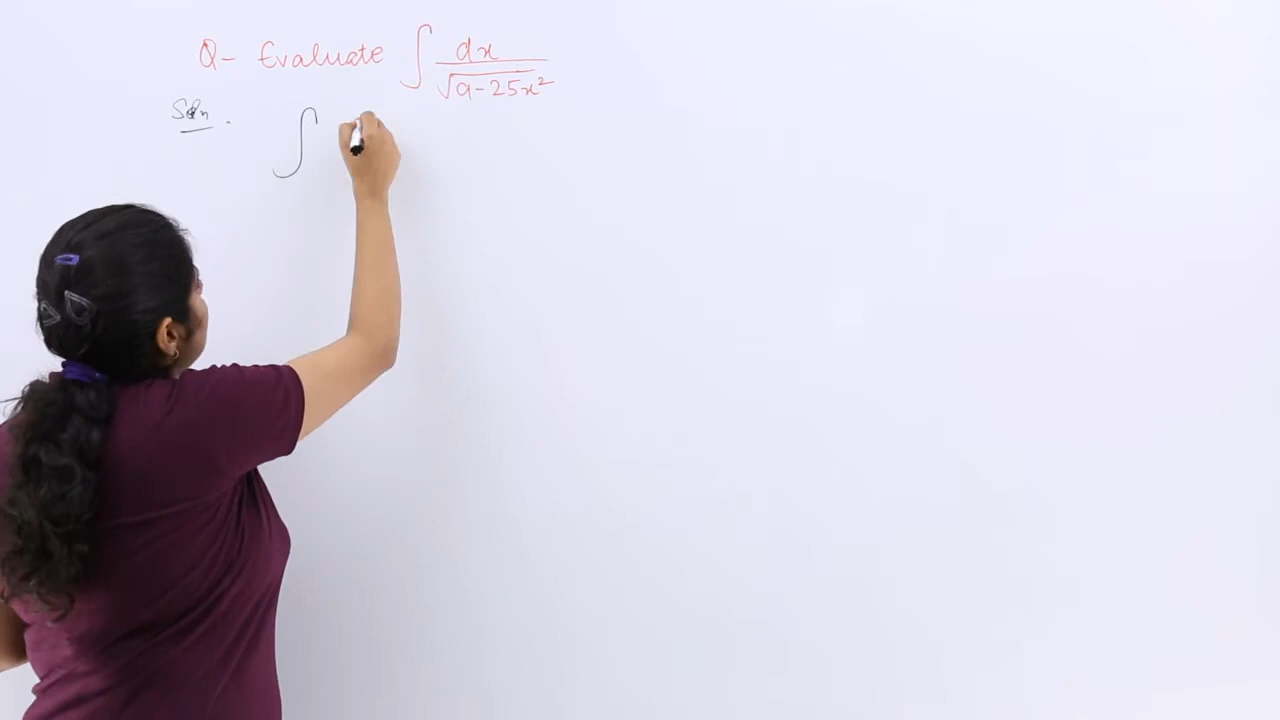 Q- Evaluate ∫ dx / √9-25x²
Soln. ∫